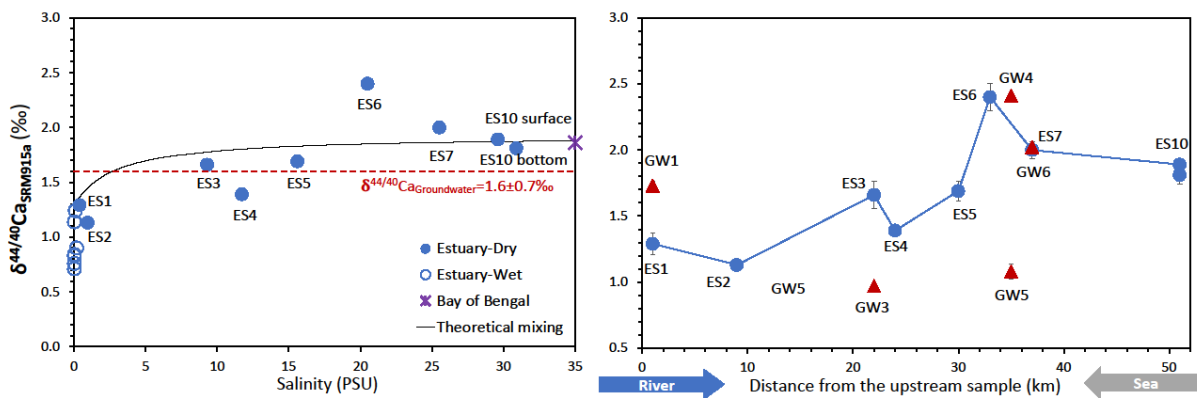 3.0
2.5
2.0
1.5
1.0
0.5
0.0
δ44/40CaSRM915a (‰)
ES6
ES10 surface
ES7
ES10 bottom
ES3
ES5
δ44/40CaGroundwater=1.6±0.7‰
ES1
ES4
ES2
Estuary-Dry
Estuary-Wet
Bay of Bengal
Theoretical mixing
0 5 10 15 20 25 30 35
Salinity (PSU)
3.0
2.5
2.0
1.5
1.0
0.5
ES6
GW4
GW1
ES7
ES10
ES3
GW6
ES5
ES4
ES1
ES2
GW5
GW3
GW5
0 10 20 30 40 50
River
Distance from the upstream sample (km)
Sea